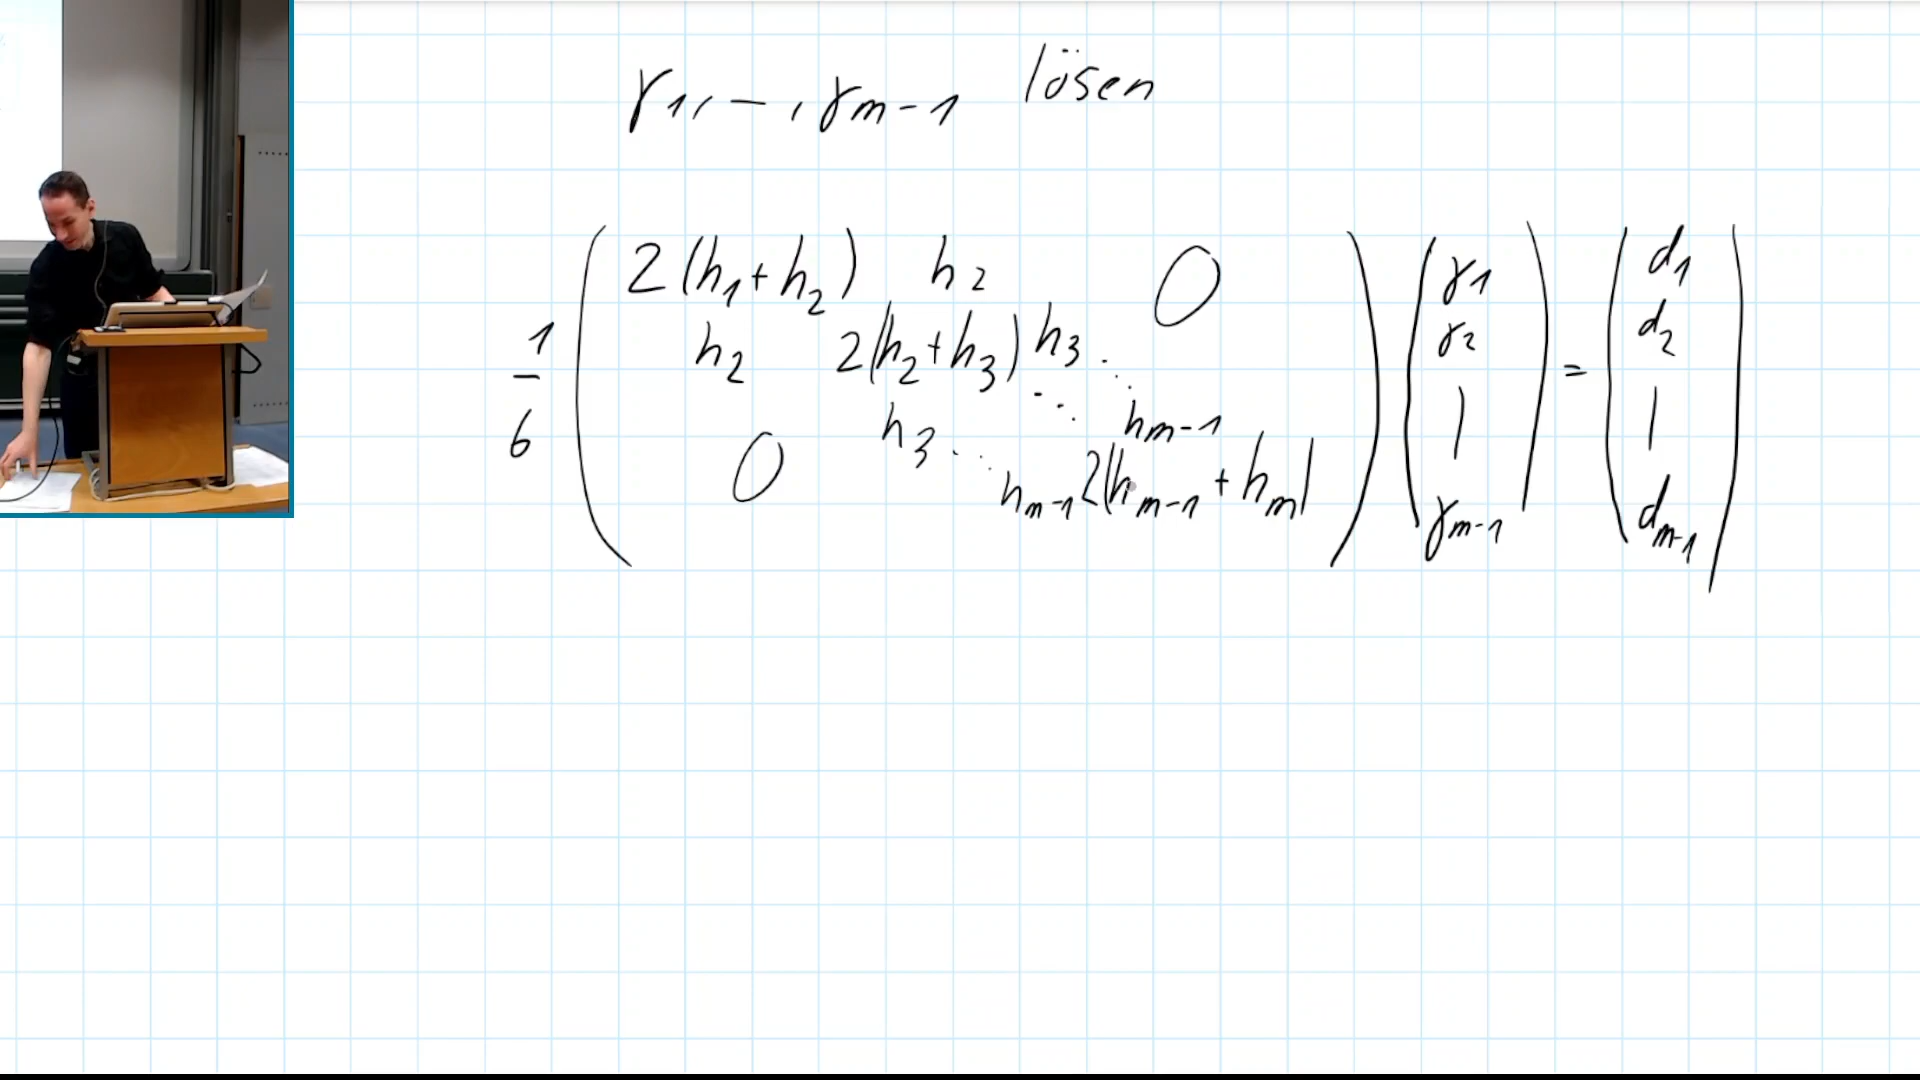 γ₁, – , γₘ₋₁ lösen
1/6 ( 2(h₁+h₂) h₂ 0 ) ( γ₁ ) = ( d₁ )
h₂ 2(h₂+h₃) h₃ ⋱ γ₂ d₂
h₃ ⋱ ⋱ hₘ₋₁ | |
0 hₘ₋₁ 2(hₘ₋₁ + hₘ) γₘ₋₁ dₘ₋₁